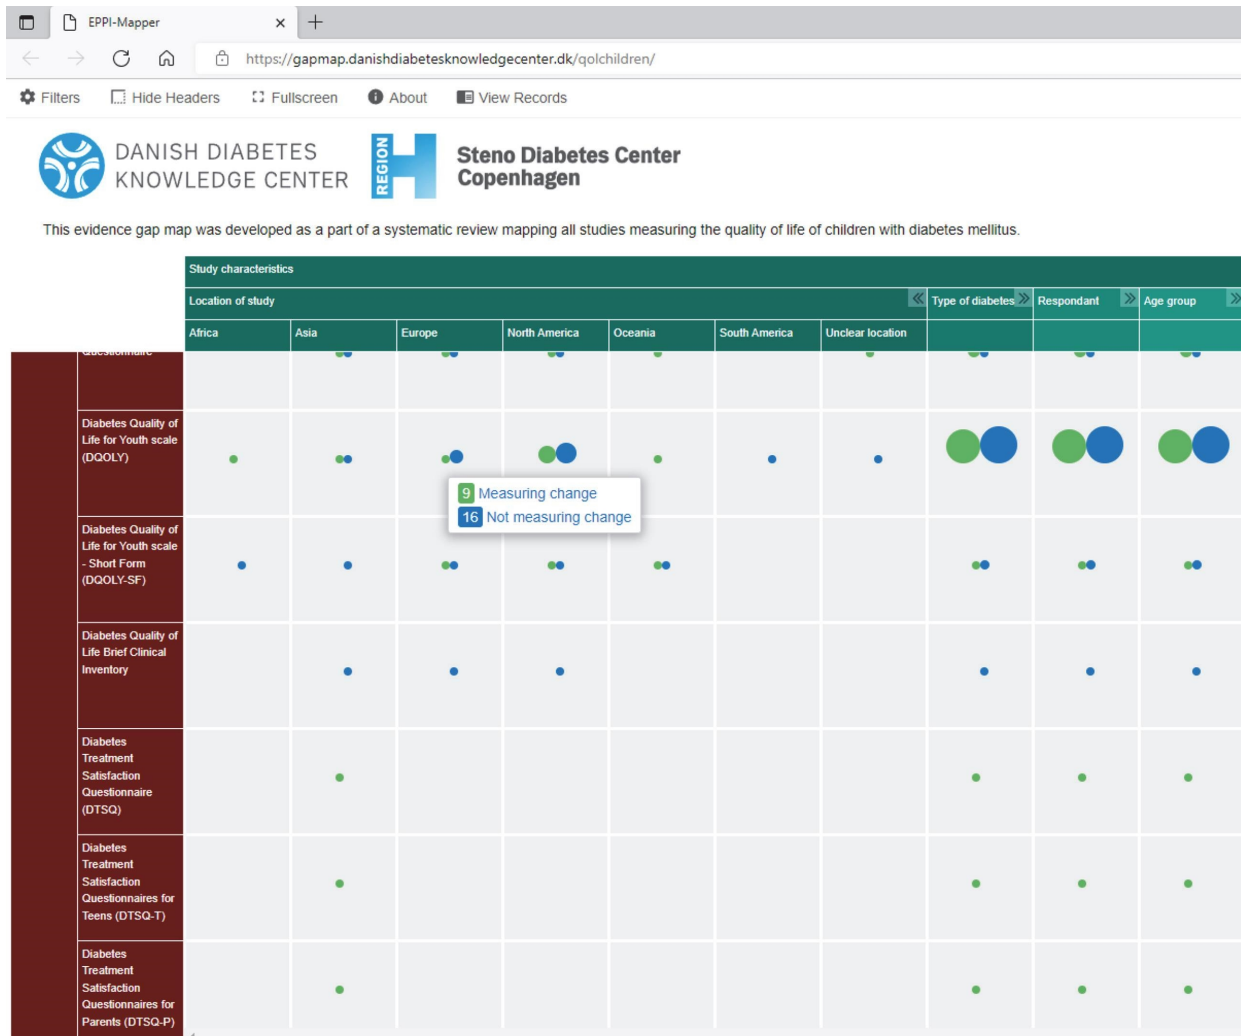 EPPI-Mapper
https://gapmap.danishdiabetesknowledgecenter.dk/qolchildren/
Filters Hide Headers Fullscreen About View Records
DANISH DIABETES
KNOWLEDGE CENTER
REGION
H
Steno Diabetes Center
Copenhagen
This evidence gap map was developed as a part of a systematic review mapping all studies measuring the quality of life of children with diabetes mellitus.
Study characteristics
Location of study Type of diabetes Respondant Age group
Africa Asia Europe North America Oceania South America Unclear location
Questionnaire
Diabetes Quality of
Life for Youth scale
(DQOLY)
9 Measuring change
16 Not measuring change
Diabetes Quality of
Life for Youth scale
- Short Form
(DQOLY-SF)
Diabetes Quality of
Life Brief Clinical
Inventory
Diabetes
Treatment
Satisfaction
Questionnaire
(DTSQ)
Diabetes
Treatment
Satisfaction
Questionnaires for
Teens (DTSQ-T)
Diabetes
Treatment
Satisfaction
Questionnaires for
Parents (DTSQ-P)